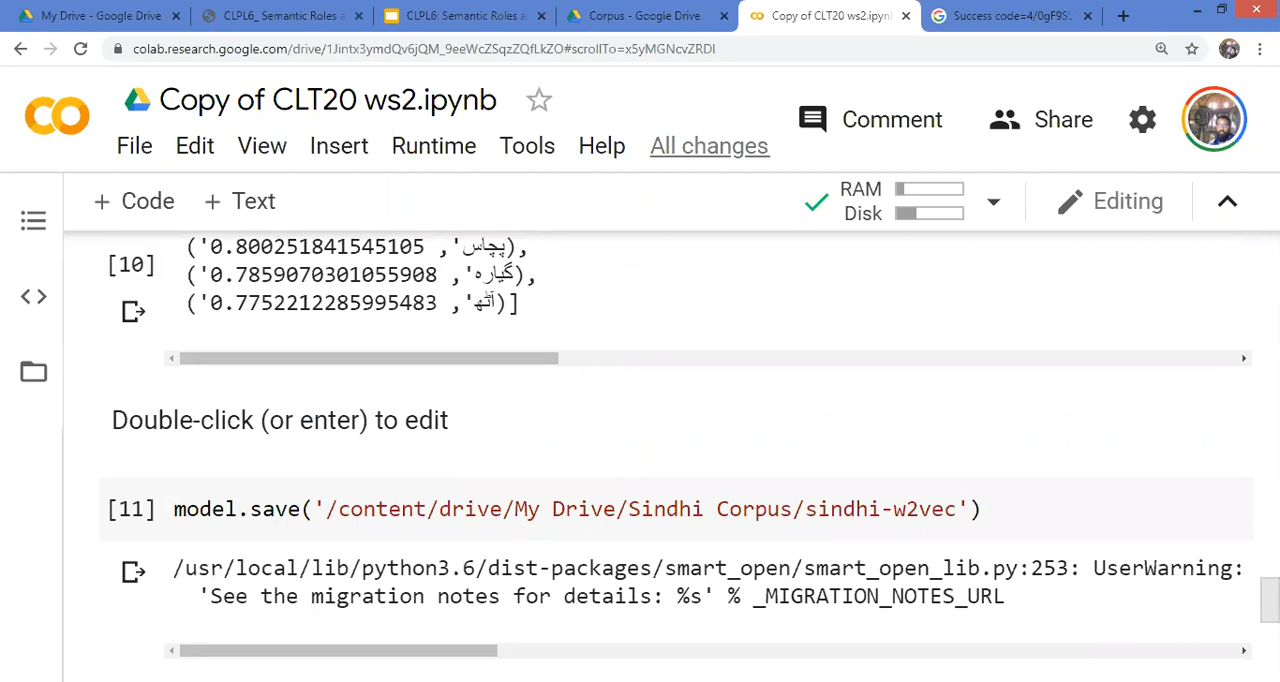 My Drive - Google Drive
CLPL6_ Semantic Roles a
CLPL6: Semantic Roles a
Corpus - Google Drive
Copy of CLT20 ws2.ipynb
Success code=4/0gF9S
colab.research.google.com/drive/1Jintx3ymdQv6jQM_9eeWcZSqzZQfLkZO#scrollTo=x5yMGNcvZRDl
Copy of CLT20 ws2.ipynb
Comment
Share
File Edit View Insert Runtime Tools Help All changes
+ Code + Text
RAM
Disk
Editing
('پچاس', 0.800251841545105),
[10]
('گیارہ', 0.7859070301055908),
('آٹھ', 0.7752212285995483)]
Double-click (or enter) to edit
[11] model.save('/content/drive/My Drive/Sindhi Corpus/sindhi-w2vec')
/usr/local/lib/python3.6/dist-packages/smart_open/smart_open_lib.py:253: UserWarning:
'See the migration notes for details: %s' % _MIGRATION_NOTES_URL